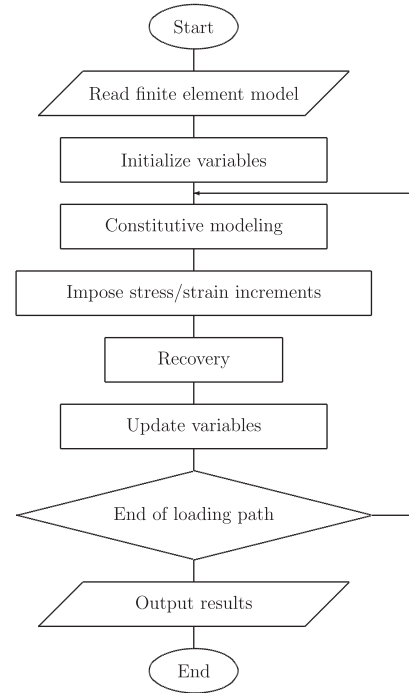 Start
Read finite element model
Initialize variables
Constitutive modeling
Impose stress/strain increments
Recovery
Update variables
End of loading path
Output results
End